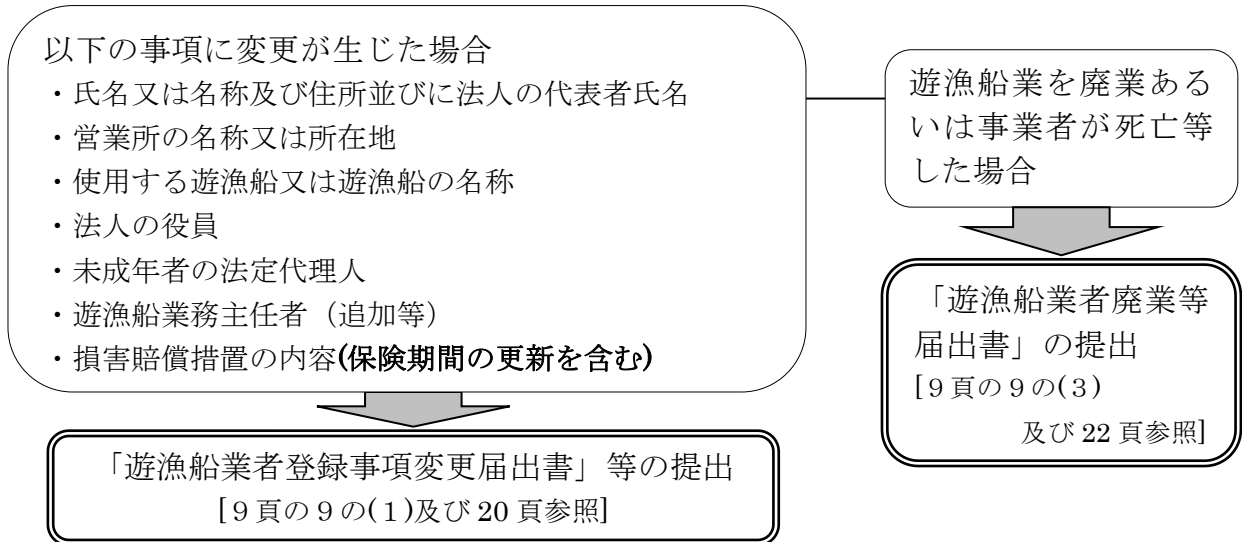 以下の事項に変更が生じた場合
・氏名又は名称及び住所並びに法人の代表者氏名
・営業所の名称又は所在地
・使用する遊漁船又は遊漁船の名称
・法人の役員
・未成年者の法定代理人
・遊漁船業務主任者（追加等）
・損害賠償措置の内容(保険期間の更新を含む)
「遊漁船業者登録事項変更届出書」等の提出
[９頁の９の(１)及び 20 頁参照]
遊漁船業を廃業ある
いは事業者が死亡等
した場合
「遊漁船業者廃業等
届出書」の提出
[９頁の９の(３)
及び 22 頁参照]